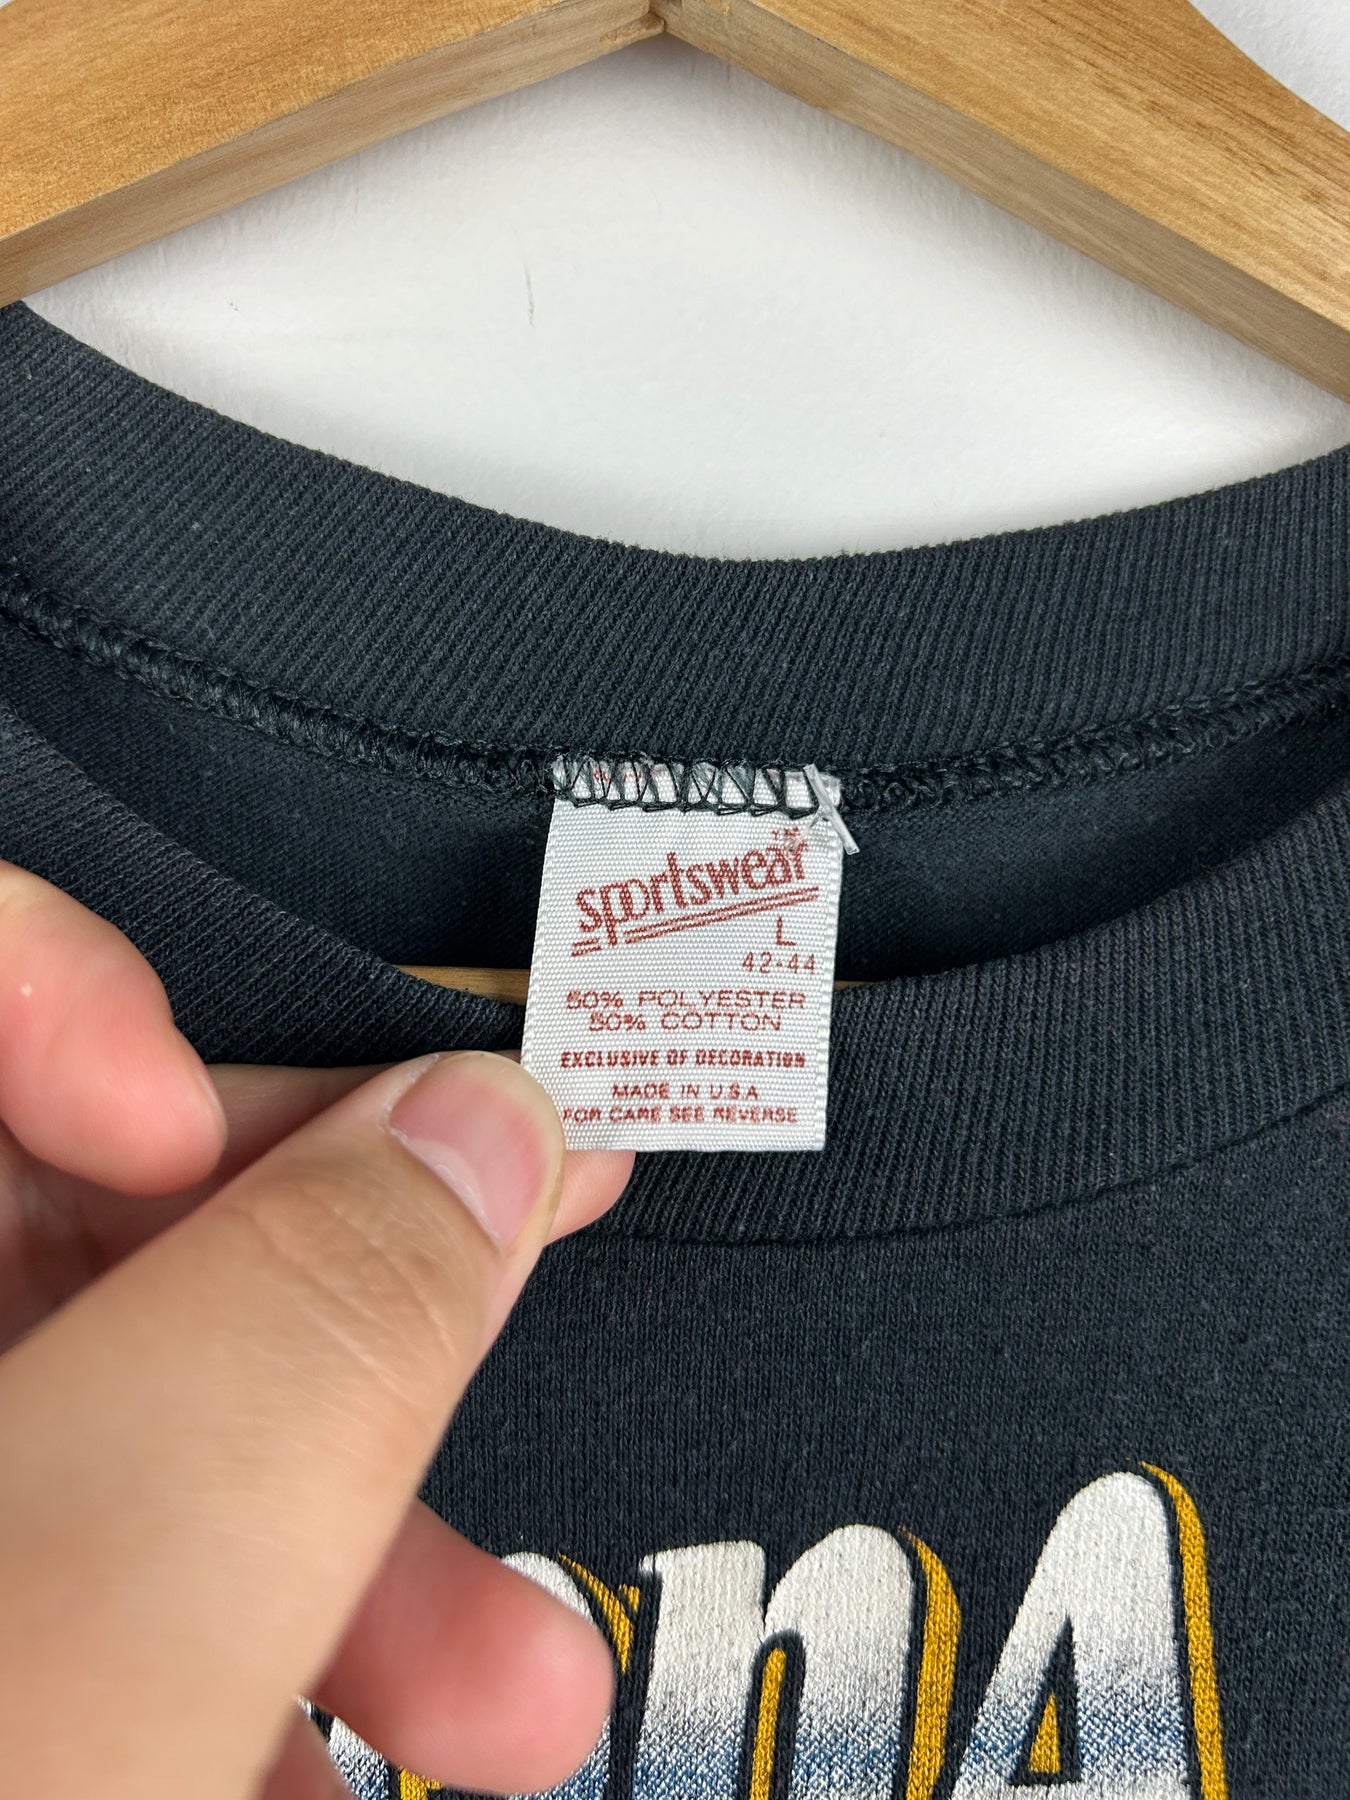 sportswear
L
42-44
50% POLYESTER
50% COTTON
EXCLUSIVE OF DECORATION
MADE IN U.S.A
FOR CARE SEE REVERSE